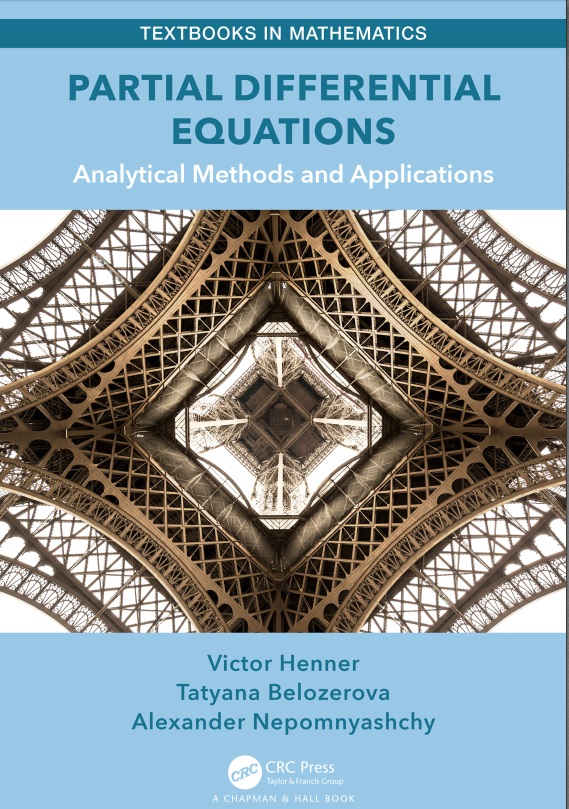 TEXTBOOKS IN MATHEMATICS
PARTIAL DIFFERENTIAL
EQUATIONS
Analytical Methods and Applications
Victor Henner
Tatyana Belozerova
Alexander Nepomnyashchy
CRC
CRC Press
Taylor & Francis Group
A CHAPMAN & HALL BOOK